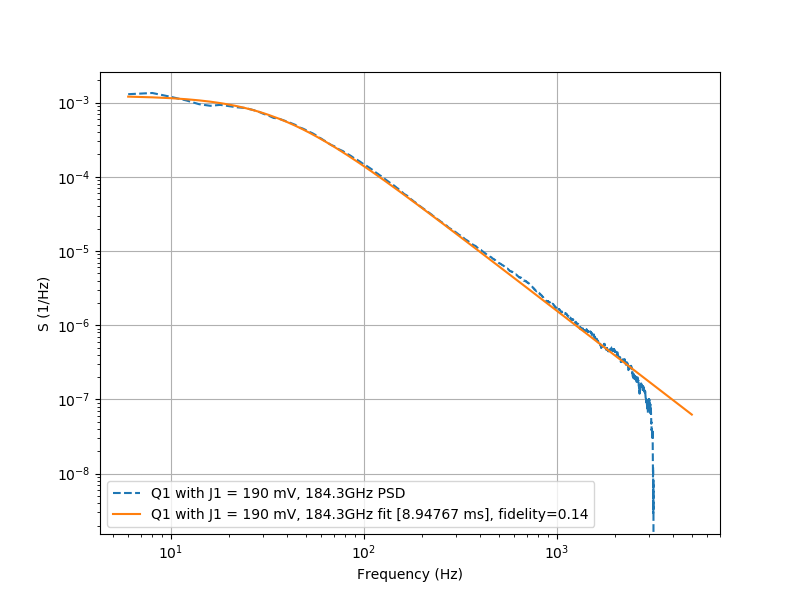 10⁻³
10⁻⁴
10⁻⁵
10⁻⁶
10⁻⁷
10⁻⁸
S (1/Hz)
Q1 with J1 = 190 mV, 184.3GHz PSD
Q1 with J1 = 190 mV, 184.3GHz fit [8.94767 ms], fidelity=0.14
10¹ 10² 10³
Frequency (Hz)